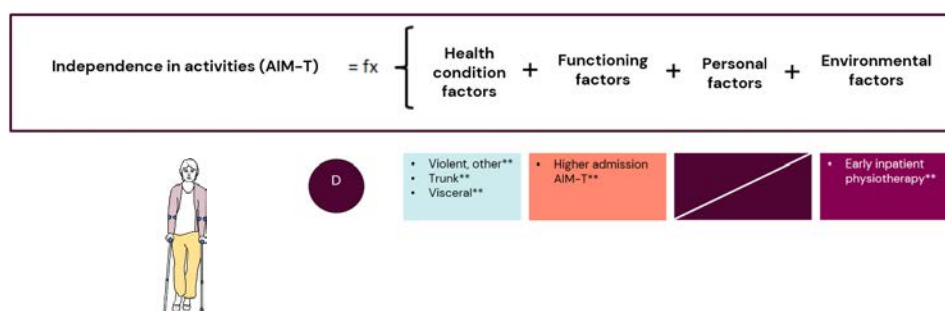 Independence in activities (AIM-T) = fx
Health
condition
factors
+
Functioning
factors
+
Personal
factors
+
Environmental
factors
D
• Violent, other**
• Trunk**
• Visceral**
• Higher admission
AIM-T**
• Early inpatient
physiotherapy**